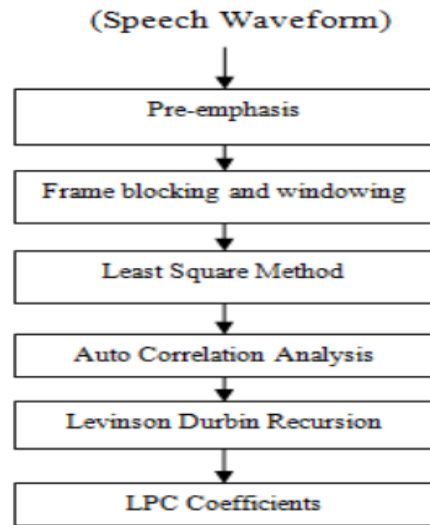 (Speech Waveform)
Pre-emphasis
Frame blocking and windowing
Least Square Method
Auto Correlation Analysis
Levinson Durbin Recursion
LPC Coefficients